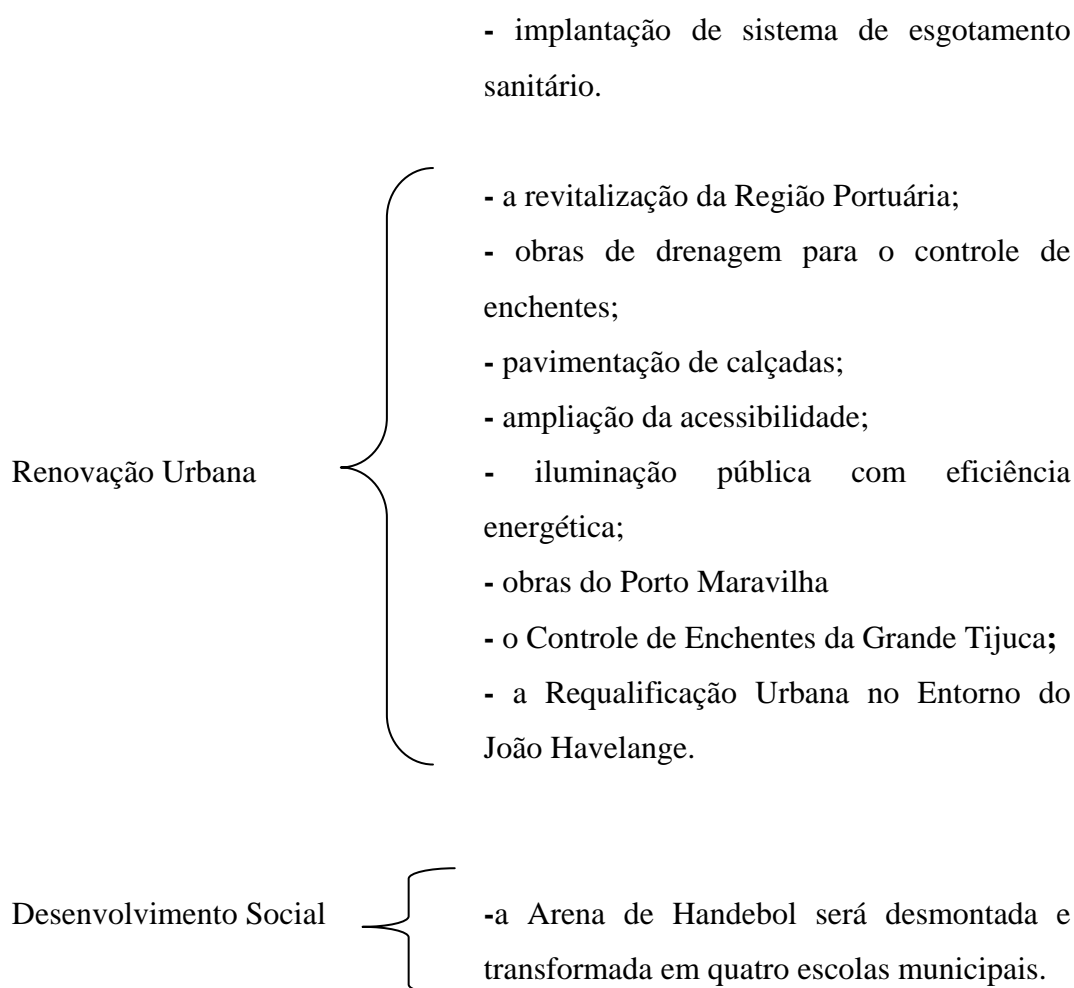 - implantação de sistema de esgotamento
sanitário.
- a revitalização da Região Portuária;
- obras de drenagem para o controle de
enchentes;
- pavimentação de calçadas;
- ampliação da acessibilidade;
Renovação Urbana
- iluminação pública com eficiência
energética;
- obras do Porto Maravilha
- o Controle de Enchentes da Grande Tijuca;
- a Requalificação Urbana no Entorno do
João Havelange.
Desenvolvimento Social
-a Arena de Handebol será desmontada e
transformada em quatro escolas municipais.